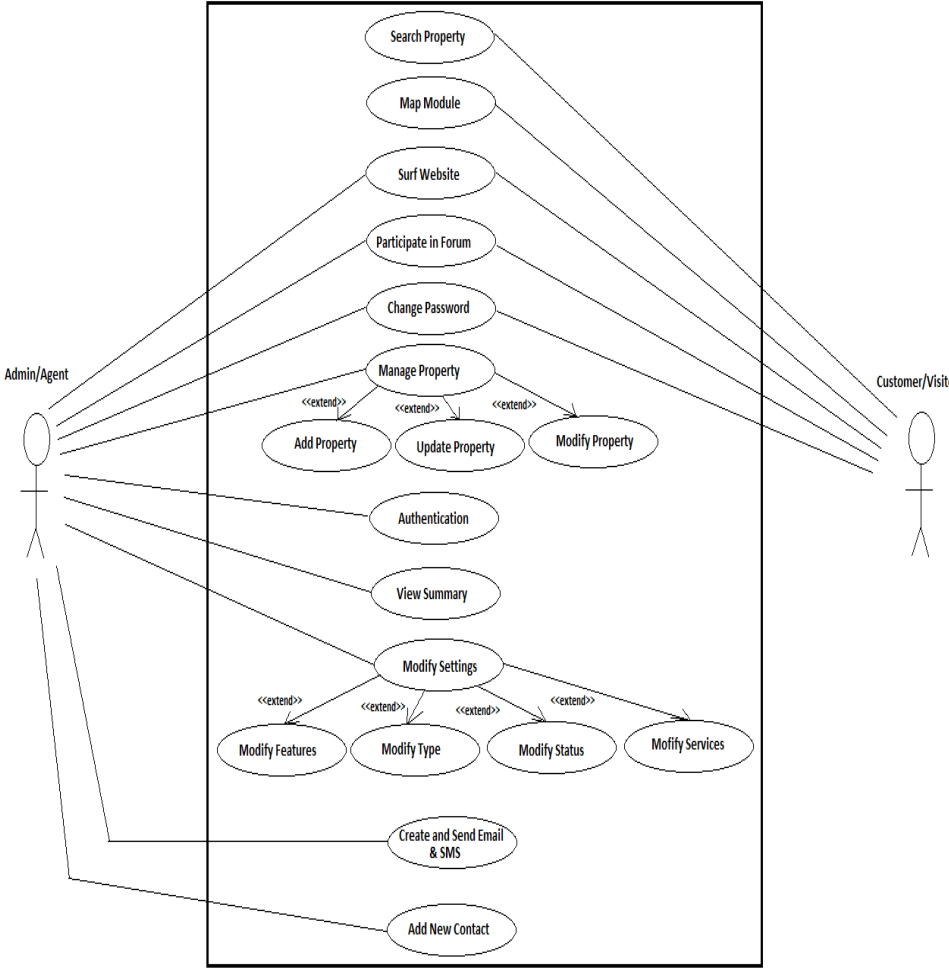 Search Property
Map Module
Surf Website
Participate in Forum
Change Password
Admin/Agent
Manage Property
Customer/Visit
<<extend>>
<<extend>>
<<extend>>
Add Property
Update Property
Modify Property
Authentication
View Summary
Modify Settings
<<extend>>
<<extend>>
<<extend>>
<<extend>>
Modify Features
Modify Type
Modify Status
Mofify Services
Create and Send Email
& SMS
Add New Contact